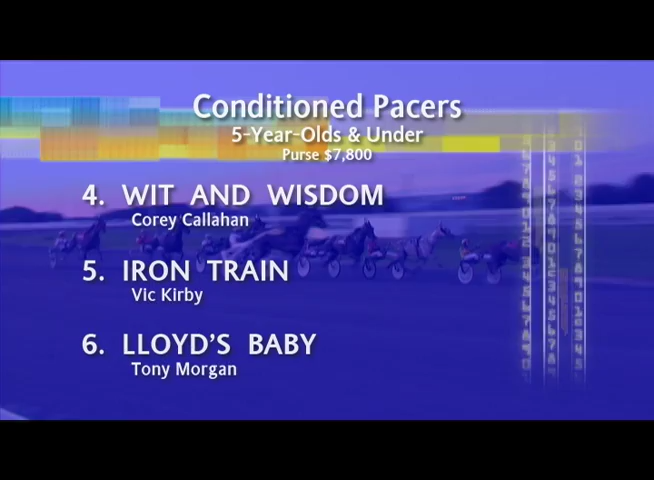 Conditioned Pacers
5-Year-Olds & Under
Purse $7,800
4. WIT AND WISDOM
Corey Callahan
5. IRON TRAIN
Vic Kirby
6. LLOYD'S BABY
Tony Morgan